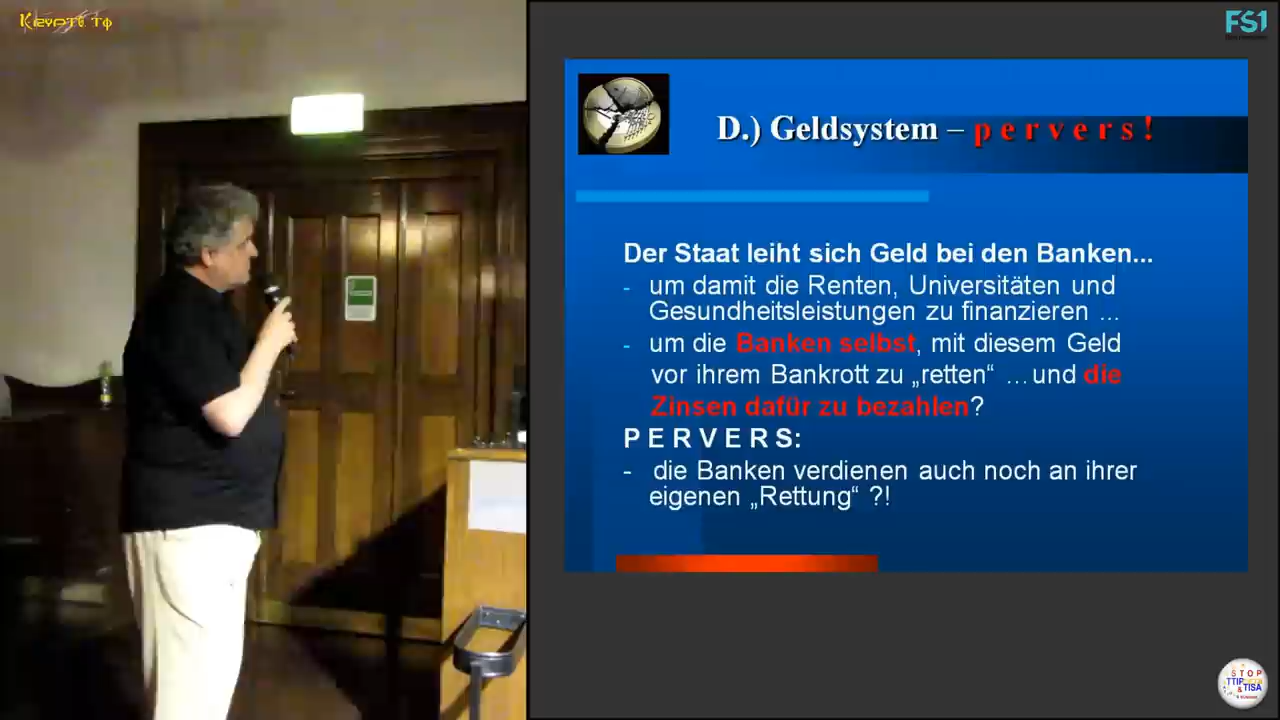 Krypto.TV
FS1
D.) Geldsystem – p e r v e r s !
Der Staat leiht sich Geld bei den Banken...
- um damit die Renten, Universitäten und
Gesundheitsleistungen zu finanzieren ...
- um die Banken selbst, mit diesem Geld
vor ihrem Bankrott zu „retten“ …und die
Zinsen dafür zu bezahlen?
P E R V E R S:
- die Banken verdienen auch noch an ihrer
eigenen „Rettung“ ?!
STOP
TTIP
& TISA